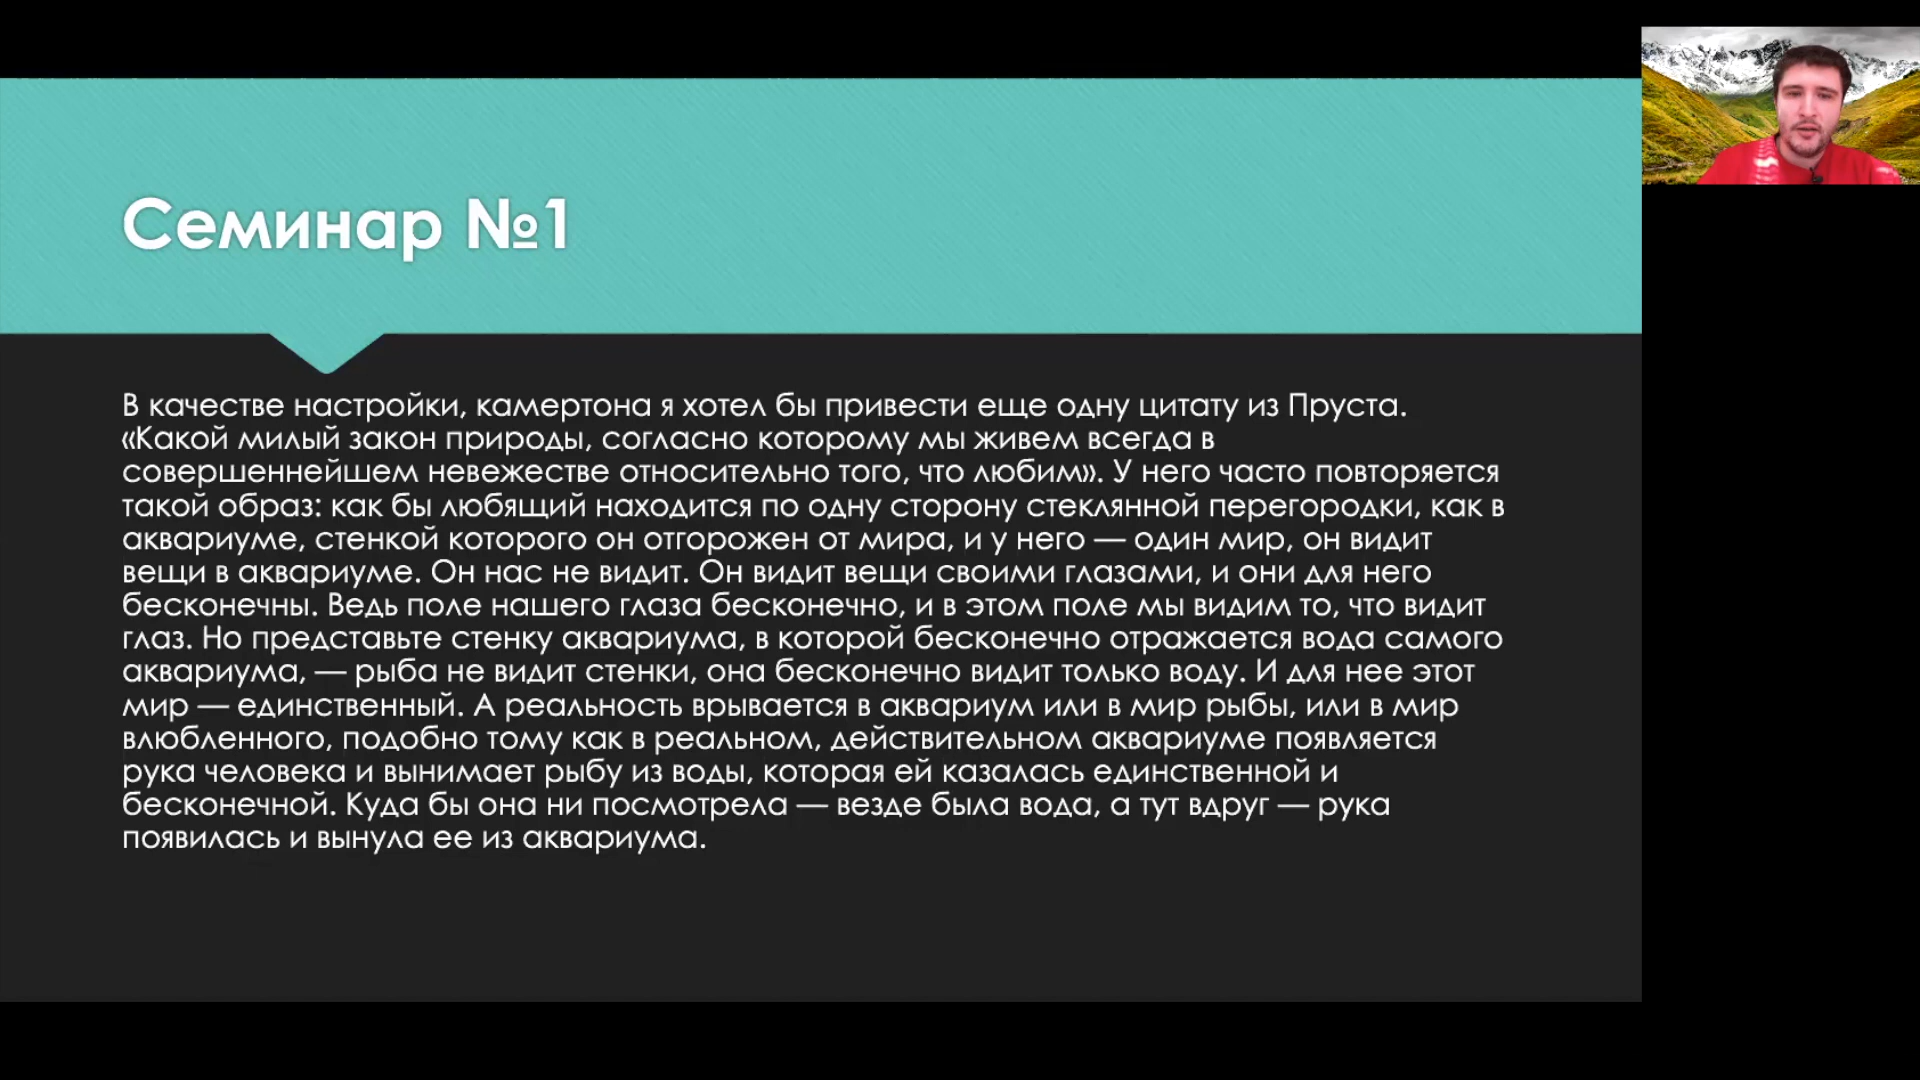 Семинар №1
В качестве настройки, камертона я хотел бы привести еще одну цитату из Пруста.
«Какой милый закон природы, согласно которому мы живем всегда в
совершеннейшем невежестве относительно того, что любим». У него часто повторяется
такой образ: как бы любящий находится по одну сторону стеклянной перегородки, как в
аквариуме, стенкой которого он отгорожен от мира, и у него — один мир, он видит
вещи в аквариуме. Он нас не видит. Он видит вещи своими глазами, и они для него
бесконечны. Ведь поле нашего глаза бесконечно, и в этом поле мы видим то, что видит
глаз. Но представьте стенку аквариума, в которой бесконечно отражается вода самого
аквариума, — рыба не видит стенки, она бесконечно видит только воду. И для нее этот
мир — единственный. А реальность врывается в аквариум или в мир рыбы, или в мир
влюбленного, подобно тому как в реальном, действительном аквариуме появляется
рука человека и вынимает рыбу из воды, которая ей казалась единственной и
бесконечной. Куда бы она ни посмотрела — везде была вода, а тут вдруг — рука
появилась и вынула ее из аквариума.